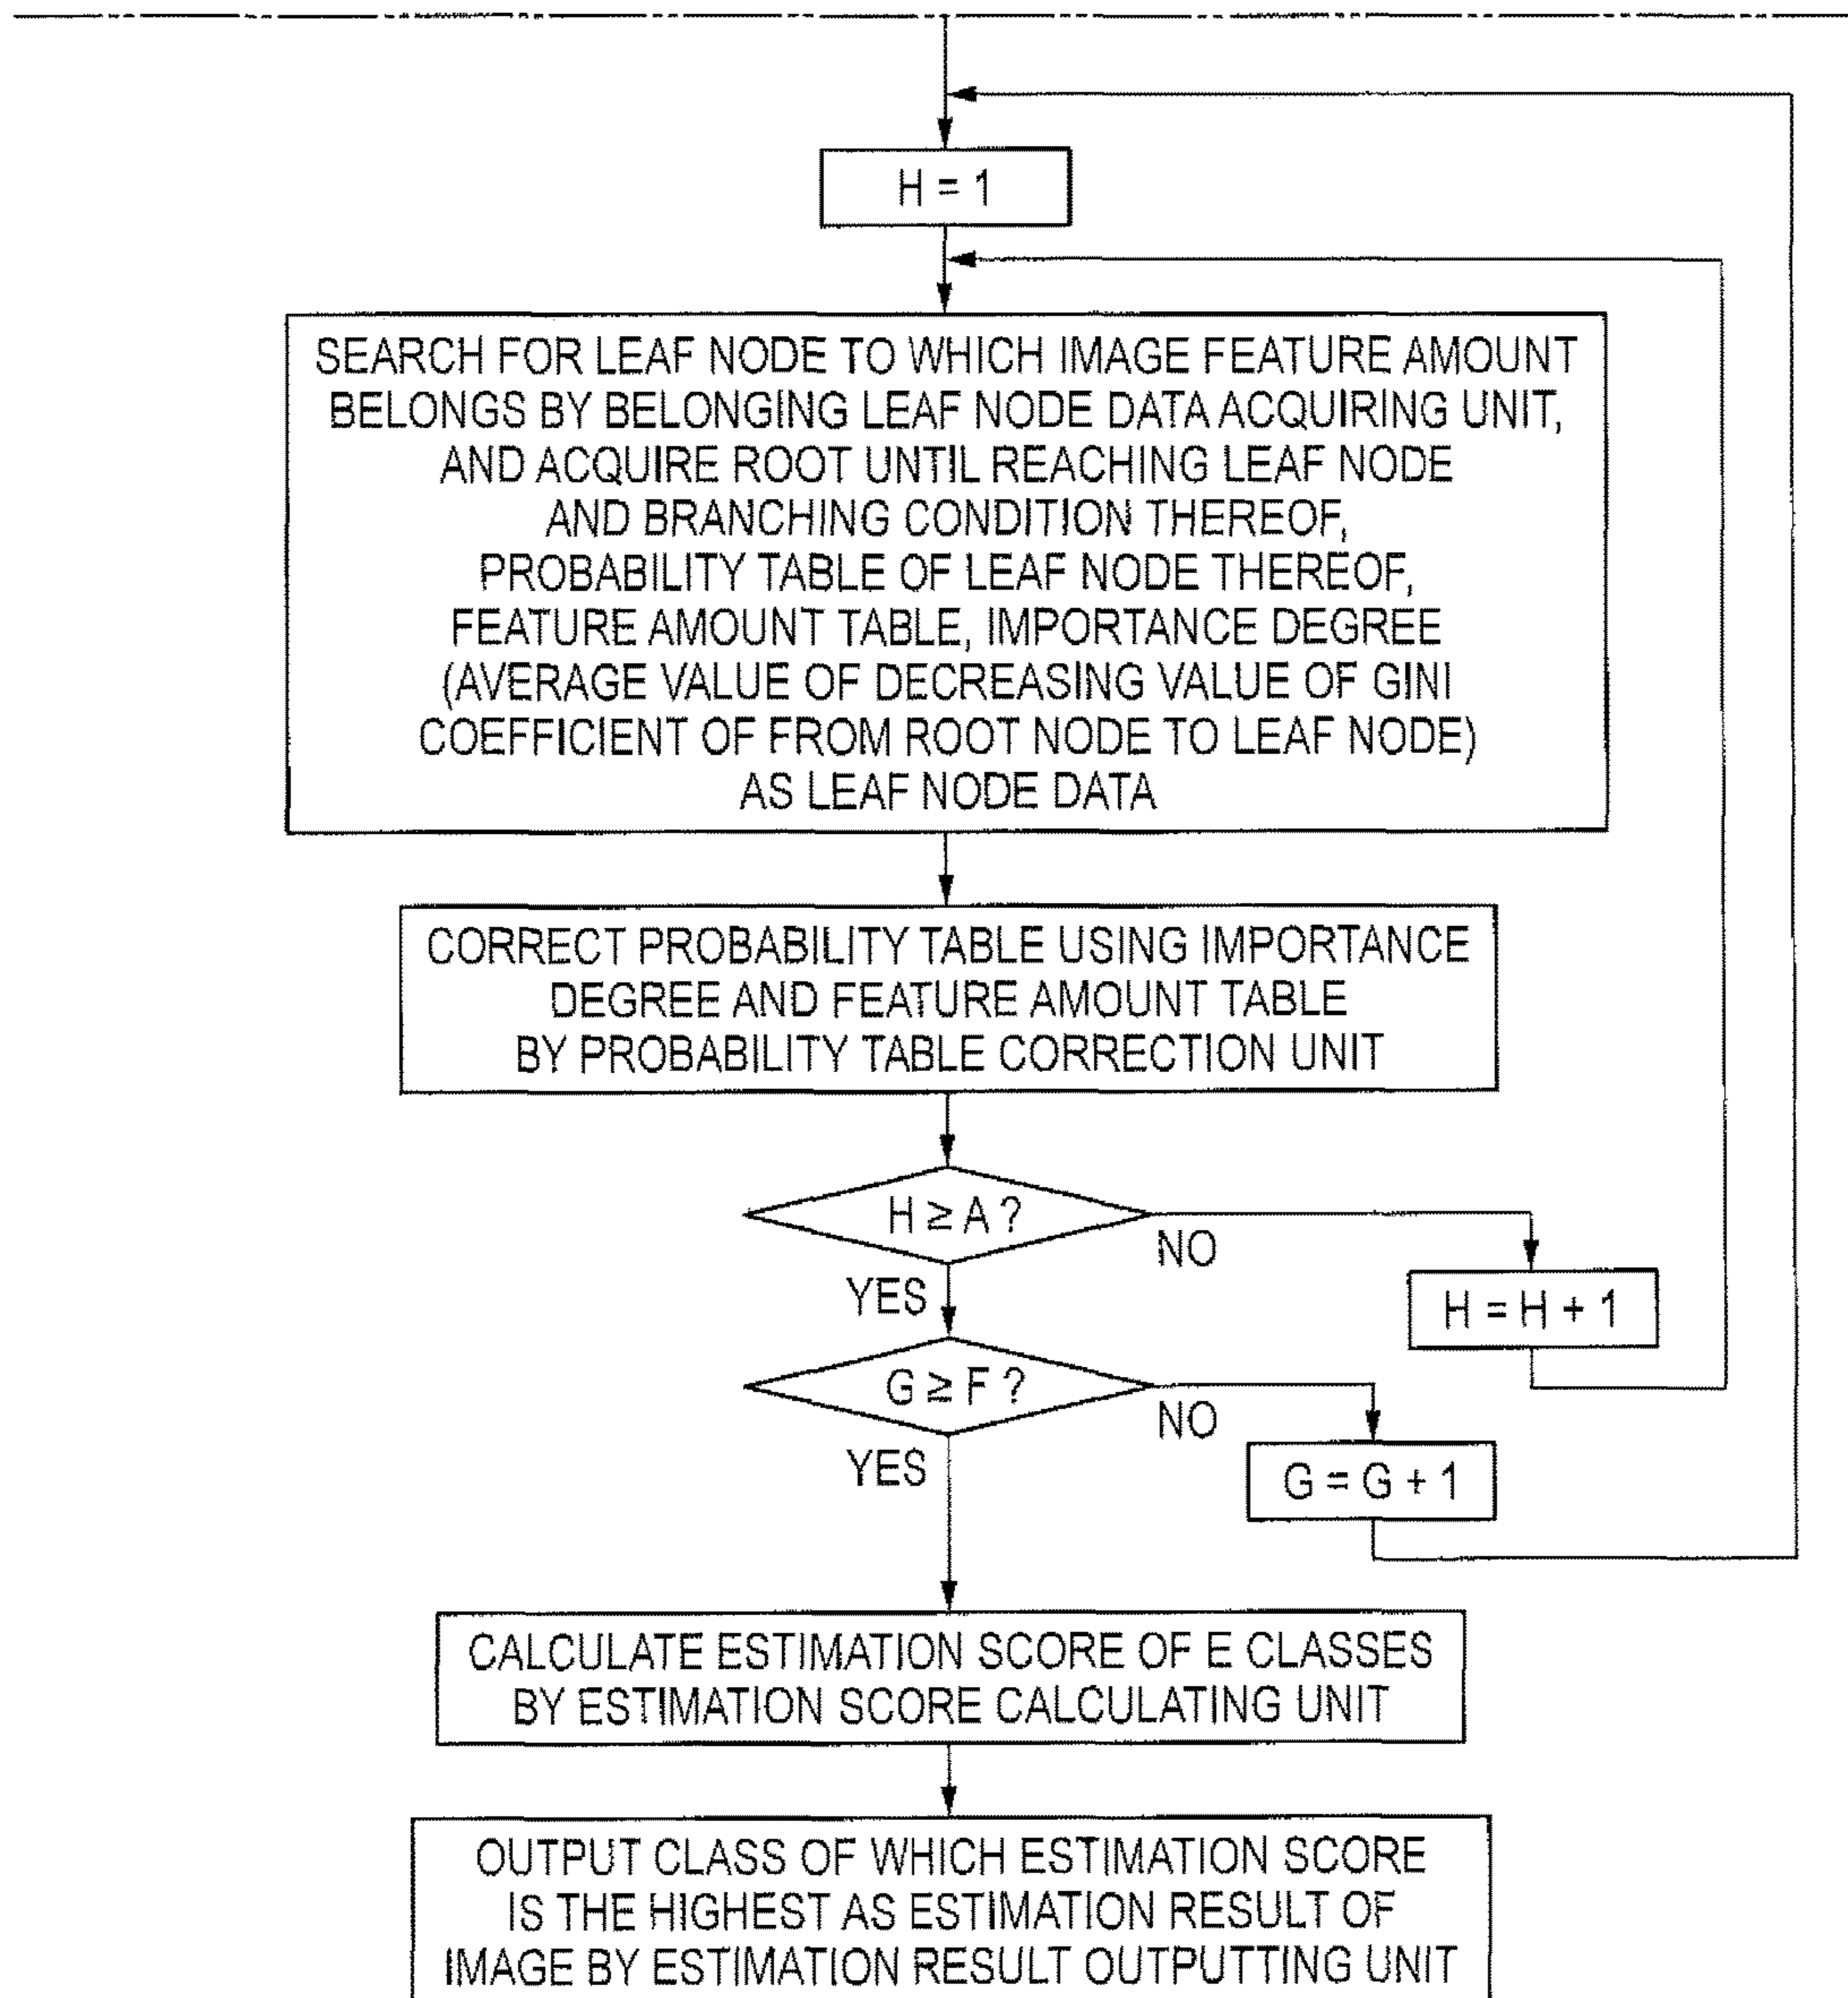 H = 1
SEARCH FOR LEAF NODE TO WHICH IMAGE FEATURE AMOUNT
BELONGS BY BELONGING LEAF NODE DATA ACQUIRING UNIT,
AND ACQUIRE ROOT UNTIL REACHING LEAF NODE
AND BRANCHING CONDITION THEREOF,
PROBABILITY TABLE OF LEAF NODE THEREOF,
FEATURE AMOUNT TABLE, IMPORTANCE DEGREE
(AVERAGE VALUE OF DECREASING VALUE OF GINI
COEFFICIENT OF FROM ROOT NODE TO LEAF NODE)
AS LEAF NODE DATA
CORRECT PROBABILITY TABLE USING IMPORTANCE
DEGREE AND FEATURE AMOUNT TABLE
BY PROBABILITY TABLE CORRECTION UNIT
H ≥ A ?
NO
YES
H = H + 1
G ≥ F ?
NO
YES
G = G + 1
CALCULATE ESTIMATION SCORE OF E CLASSES
BY ESTIMATION SCORE CALCULATING UNIT
OUTPUT CLASS OF WHICH ESTIMATION SCORE
IS THE HIGHEST AS ESTIMATION RESULT OF
IMAGE BY ESTIMATION RESULT OUTPUTTING UNIT